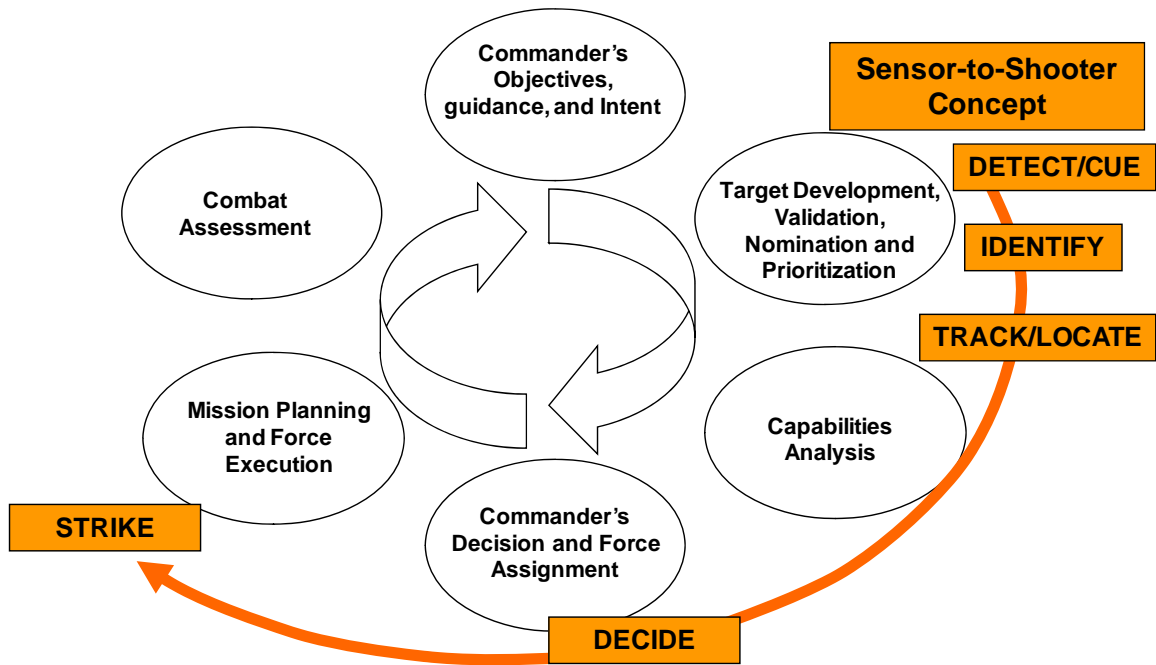 Commander's
Objectives,
guidance, and Intent
Sensor-to-Shooter
Concept
DETECT/CUE
Target Development,
Validation,
Nomination and
Prioritization
IDENTIFY
TRACK/LOCATE
Combat
Assessment
Capabilities
Analysis
Mission Planning
and Force
Execution
Commander's
Decision and Force
Assignment
STRIKE
DECIDE